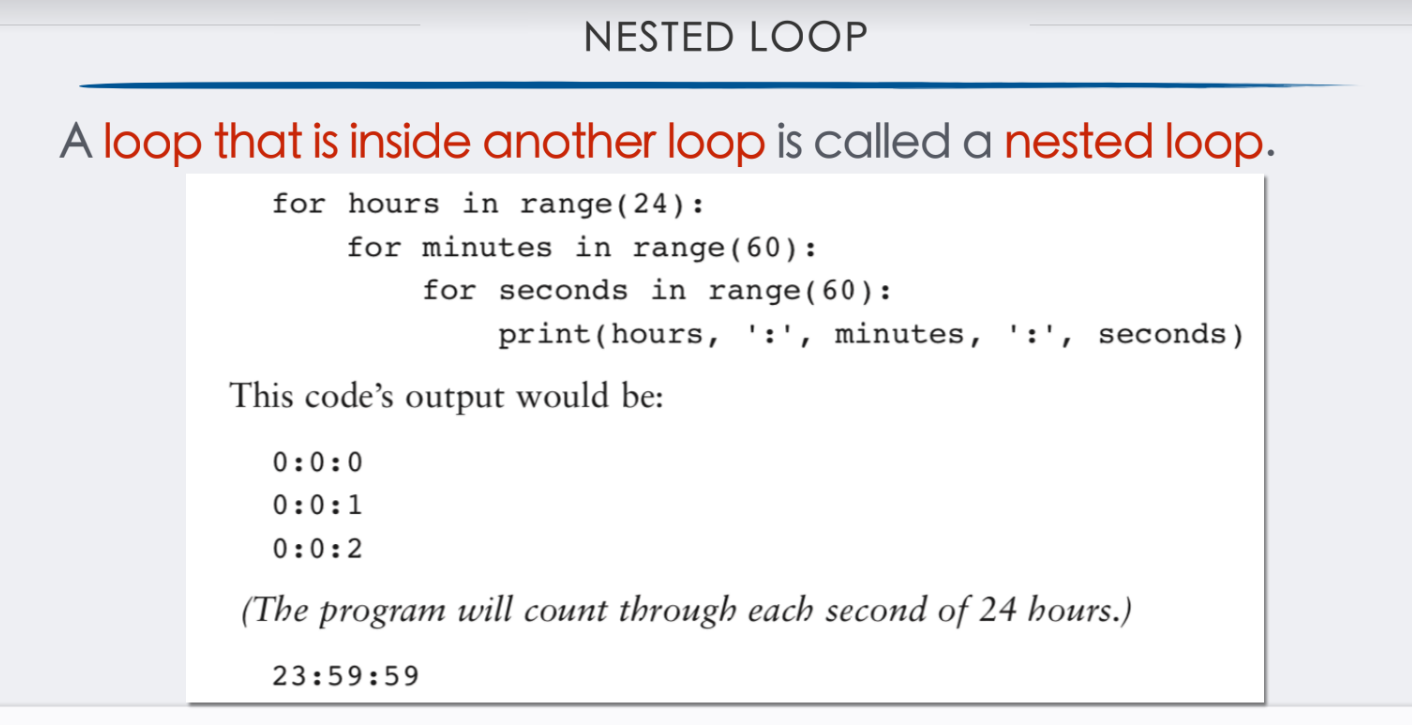 NESTED LOOP
A loop that is inside another loop is called a nested loop.
for hours in range(24):
for minutes in range(60):
for seconds in range(60):
print(hours, ':', minutes, ':', seconds)
This code’s output would be:
0:0:0
0:0:1
0:0:2
(The program will count through each second of 24 hours.)
23:59:59